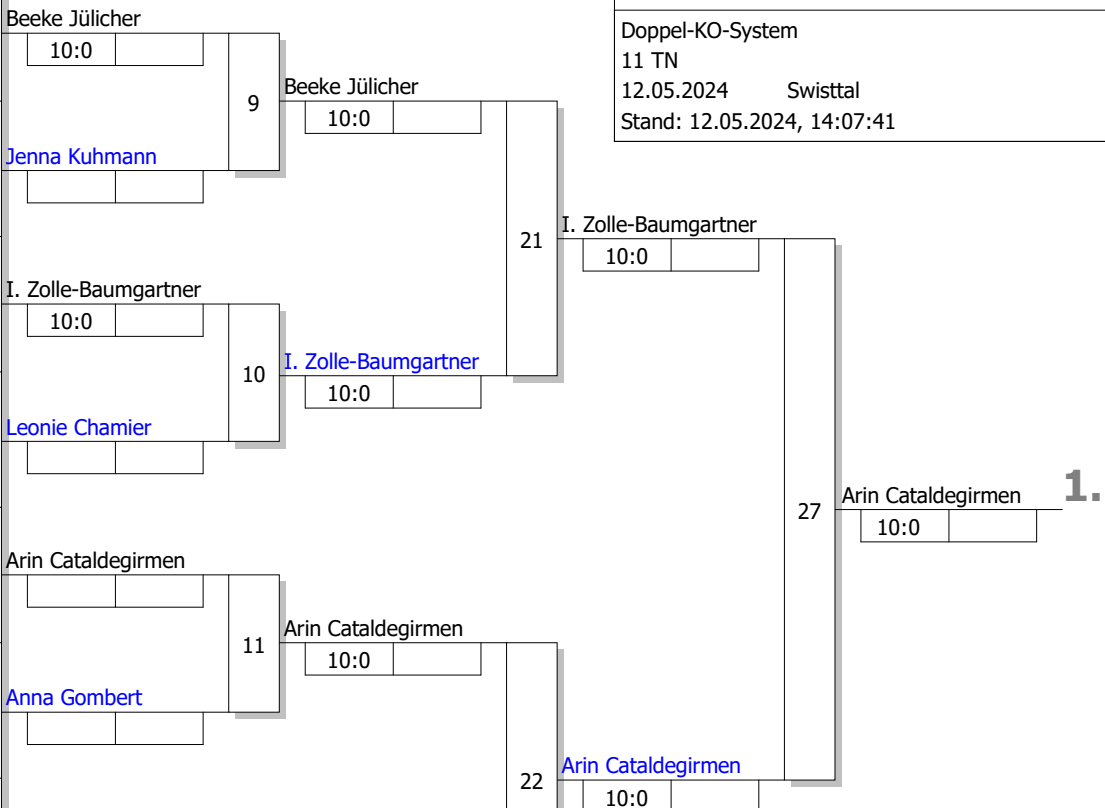 Beeke Jülicher
10:0
Doppel-KO-System
11 TN
12.05.2024 Swisttal
Stand: 12.05.2024, 14:07:41
9
Beeke Jülicher
10:0
Jenna Kuhmann
21
I. Zolle-Baumgartner
10:0
I. Zolle-Baumgartner
10:0
10
I. Zolle-Baumgartner
10:0
Leonie Chamier
27
Arin Cataldegirmen
1.
10:0
Arin Cataldegirmen
11
Arin Cataldegirmen
10:0
Anna Gombert
22
Arin Cataldegirmen
10:0